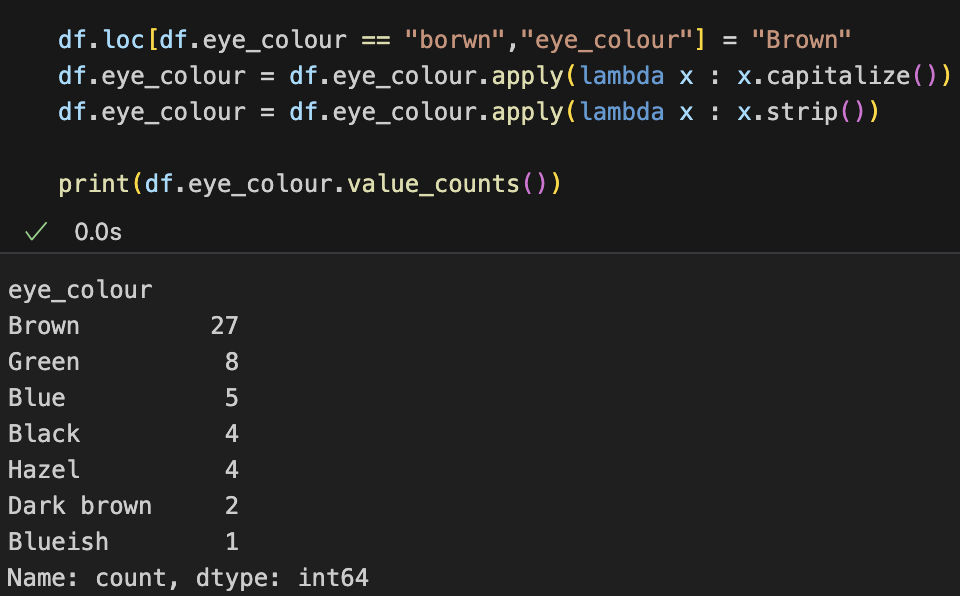 df.loc[df.eye_colour == "borwn","eye_colour"] = "Brown"
df.eye_colour = df.eye_colour.apply(lambda x : x.capitalize())
df.eye_colour = df.eye_colour.apply(lambda x : x.strip())
print(df.eye_colour.value_counts())
0.0s
eye_colour
Brown 27
Green 8
Blue 5
Black 4
Hazel 4
Dark brown 2
Blueish 1
Name: count, dtype: int64